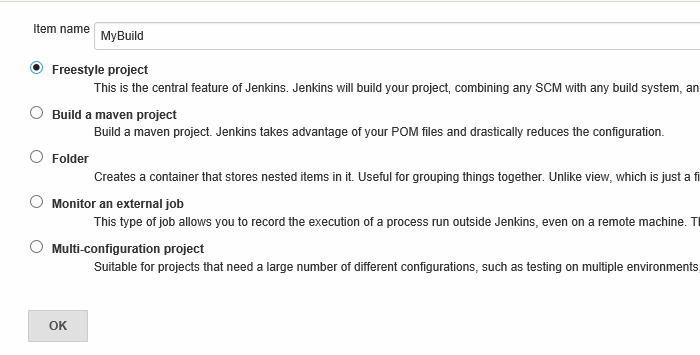 Item name MyBuild
Freestyle project
This is the central feature of Jenkins. Jenkins will build your project, combining any SCM with any build system, an
Build a maven project
Build a maven project. Jenkins takes advantage of your POM files and drastically reduces the configuration.
Folder
Creates a container that stores nested items in it. Useful for grouping things together. Unlike view, which is just a fi
Monitor an external job
This type of job allows you to record the execution of a process run outside Jenkins, even on a remote machine. Tl
Multi-configuration project
Suitable for projects that need a large number of different configurations, such as testing on multiple environments,
OK